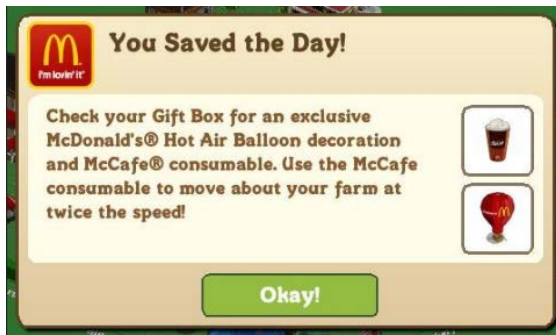 You Saved the Day!
M
i'm lovin' it®
Check your Gift Box for an exclusive
McDonald's® Hot Air Balloon decoration
and McCafe® consumable. Use the McCafe
consumable to move about your farm at
twice the speed!
Okay!